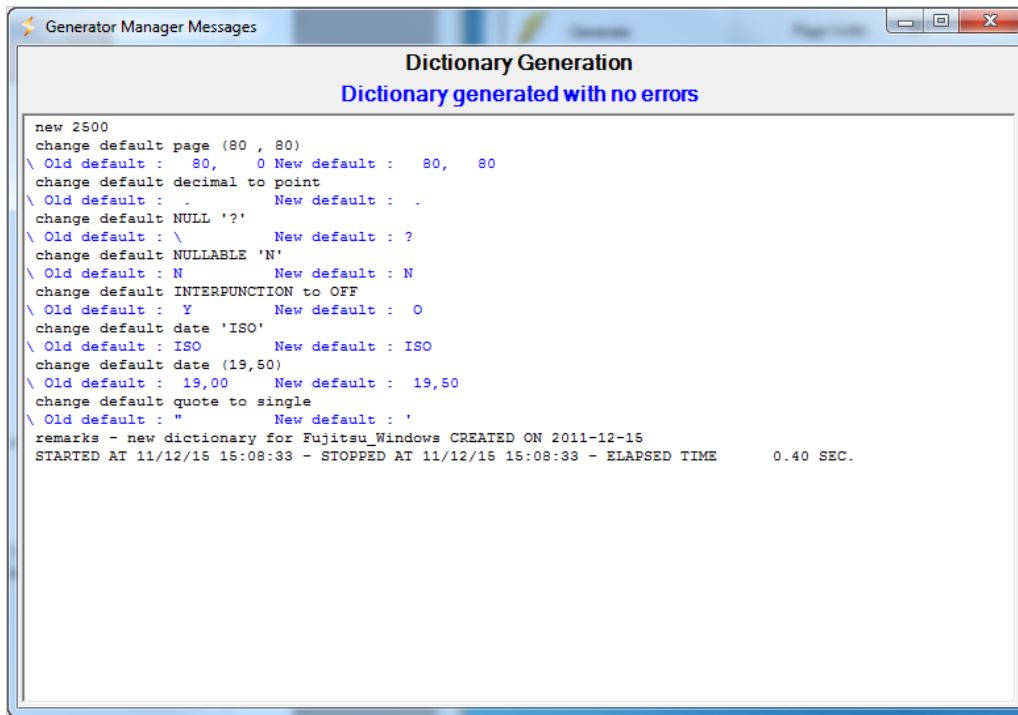 Generator Manager Messages
Dictionary Generation
Dictionary generated with no errors
new 2500
change default page (80 , 80)
\ Old default :   80,    0 New default :   80,   80
change default decimal to point
\ Old default :  .         New default :  .
change default NULL '?'
\ Old default : \          New default : ?
change default NULLABLE 'N'
\ Old default : N          New default : N
change default INTERPUNCTION to OFF
\ Old default :  Y         New default :  O
change default date 'ISO'
\ Old default : ISO        New default : ISO
change default date (19,50)
\ Old default :  19,00     New default :  19,50
change default quote to single
\ Old default : "          New default : '
remarks - new dictionary for Fujitsu_Windows CREATED ON 2011-12-15
STARTED AT 11/12/15 15:08:33 - STOPPED AT 11/12/15 15:08:33 - ELAPSED TIME      0.40 SEC.